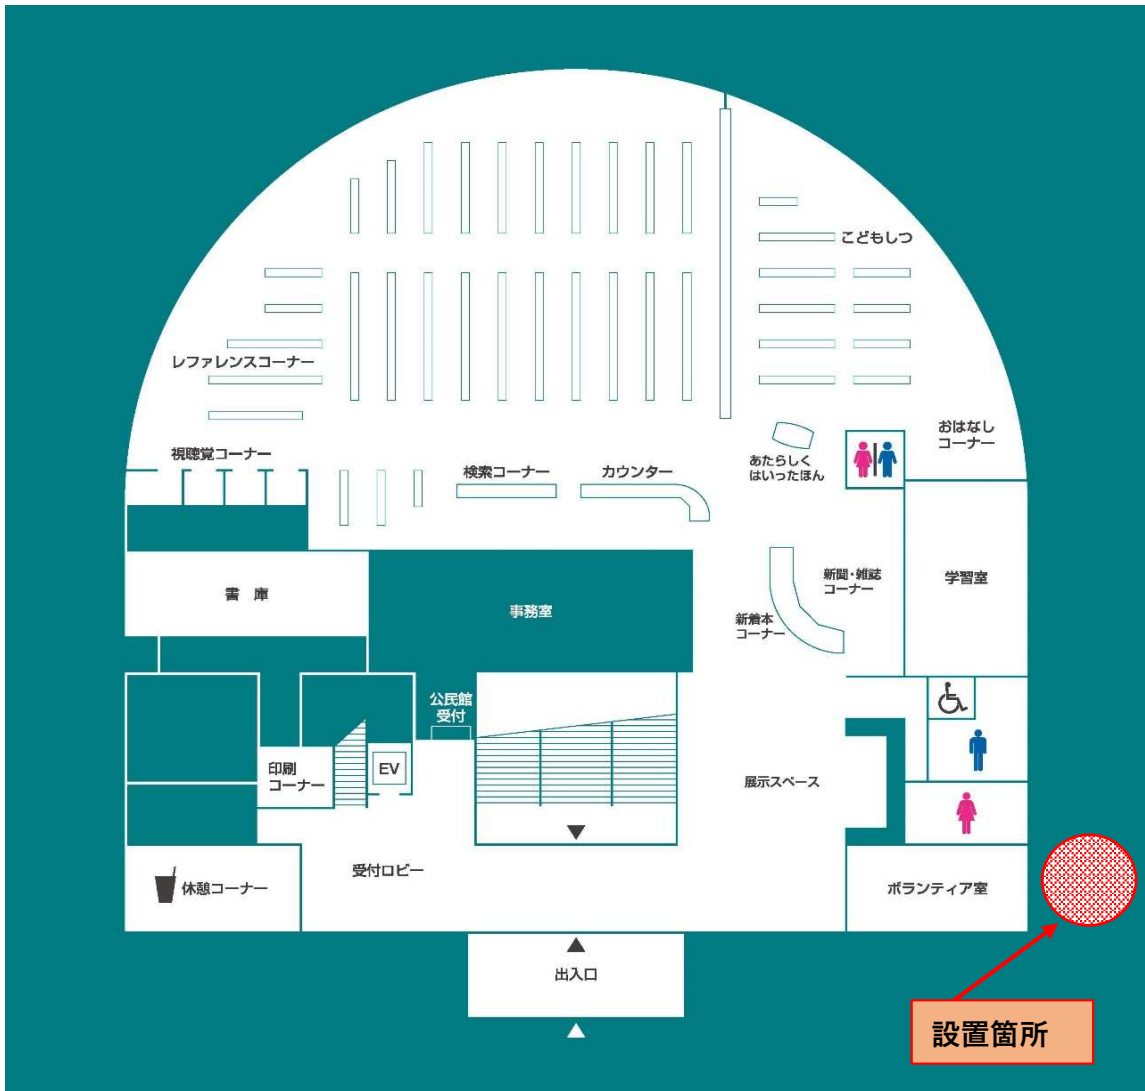 こどもしつ
レファレンスコーナー
おはなし
コーナー
視聴覚コーナー
検索コーナー
カウンター
あたらしく
はいったほん
新聞・雑誌
コーナー
学習室
書 庫
事務室
新着本
コーナー
公民館
受付
印刷
コーナー
EV
展示スペース
受付ロビー
休憩コーナー
ボランティア室
出入口
設置箇所